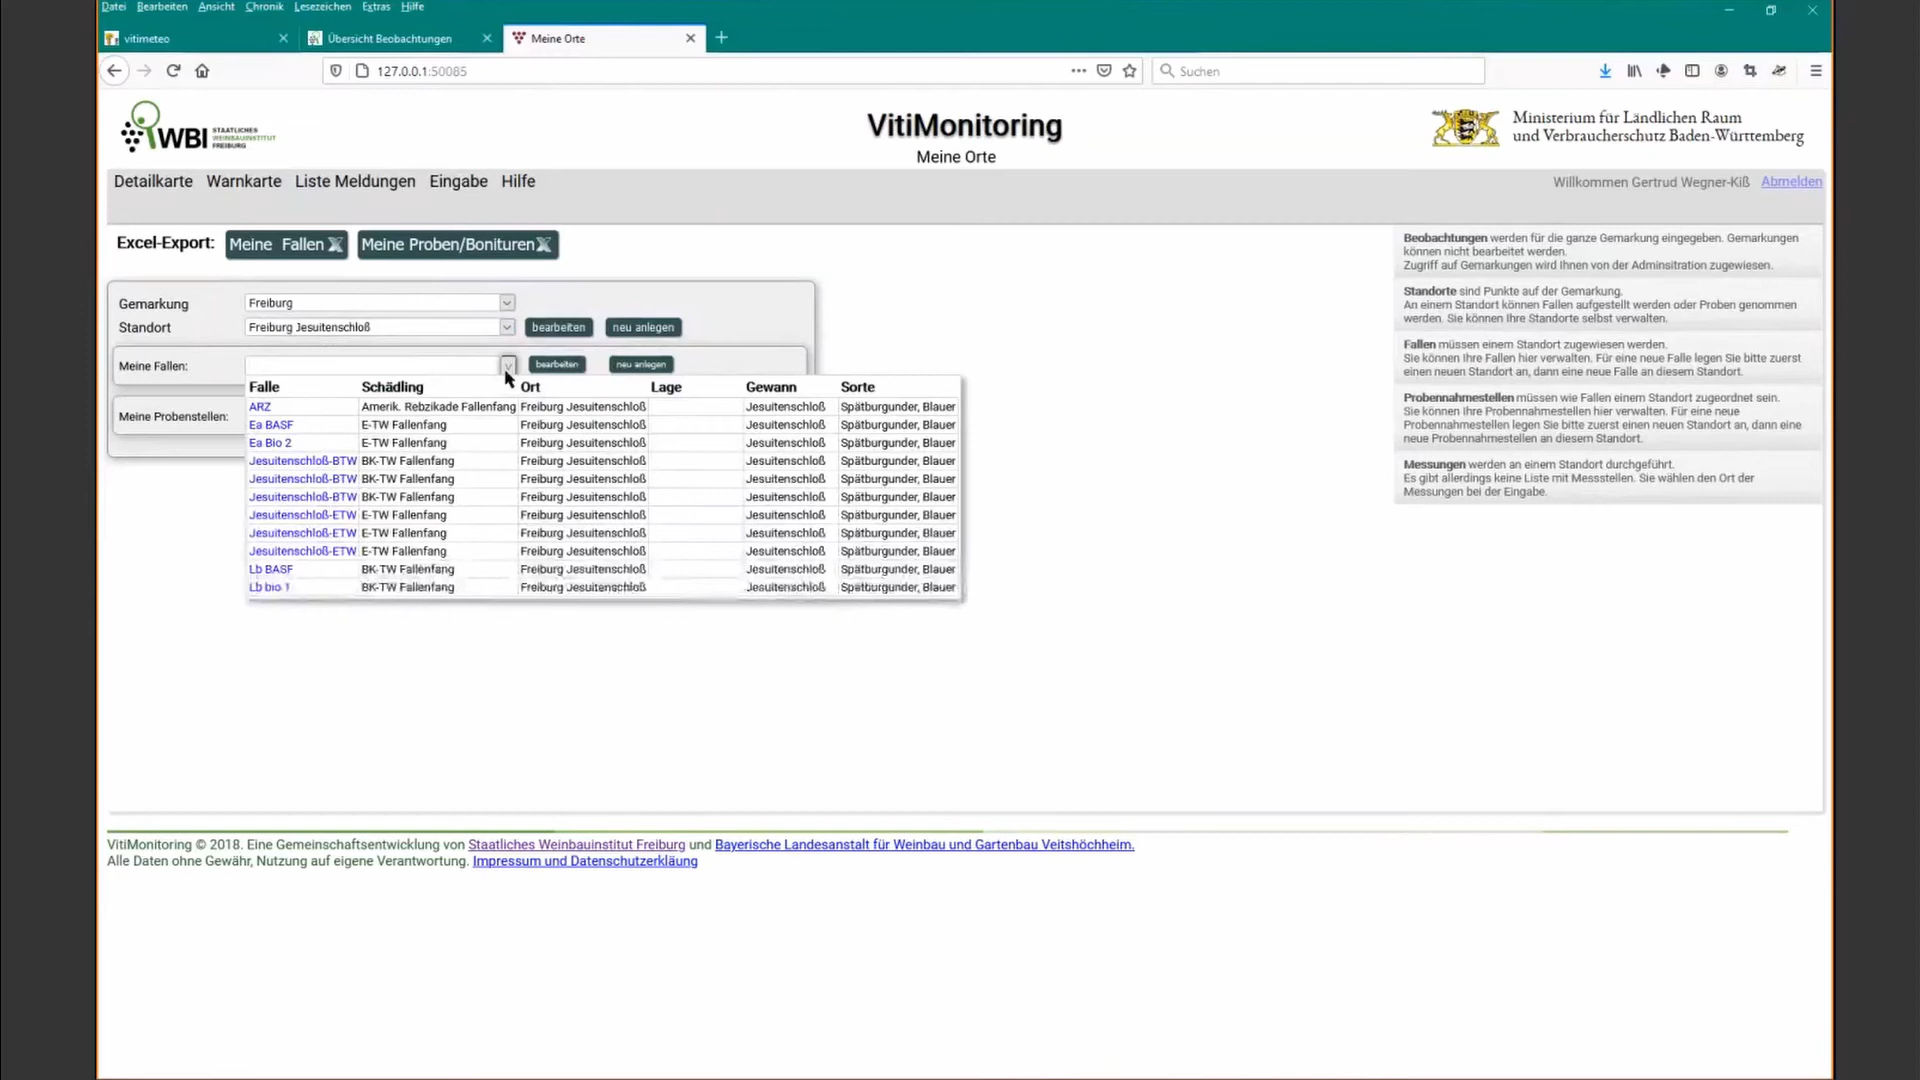 Datei Bearbeiten Ansicht Chronik Lesezeichen Extras Hilfe
vitimeteo Übersicht Beobachtungen Meine Orte
127.0.0.1:50085 Suchen
WBI STAATLICHES WEINBAUINSTITUT FREIBURG
VitiMonitoring
Meine Orte
Ministerium für Ländlichen Raum
und Verbraucherschutz Baden-Württemberg
Detailkarte Warnkarte Liste Meldungen Eingabe Hilfe
Willkommen Gertrud Wegner-Kiß Abmelden
Excel-Export: Meine Fallen Meine Proben/Bonituren
Gemarkung Freiburg
Standort Freiburg Jesuitenschloß bearbeiten neu anlegen
Meine Fallen: bearbeiten neu anlegen
Meine Probenstellen:
Falle Schädling Ort Lage Gewann Sorte
ARZ Amerik. Rebzikade Fallenfang Freiburg Jesuitenschloß Jesuitenschloß Spätburgunder, Blauer
Ea BASF E-TW Fallenfang Freiburg Jesuitenschloß Jesuitenschloß Spätburgunder, Blauer
Ea Bio 2 E-TW Fallenfang Freiburg Jesuitenschloß Jesuitenschloß Spätburgunder, Blauer
Jesuitenschloß-BTW BK-TW Fallenfang Freiburg Jesuitenschloß Jesuitenschloß Spätburgunder, Blauer
Jesuitenschloß-BTW BK-TW Fallenfang Freiburg Jesuitenschloß Jesuitenschloß Spätburgunder, Blauer
Jesuitenschloß-BTW BK-TW Fallenfang Freiburg Jesuitenschloß Jesuitenschloß Spätburgunder, Blauer
Jesuitenschloß-ETW E-TW Fallenfang Freiburg Jesuitenschloß Jesuitenschloß Spätburgunder, Blauer
Jesuitenschloß-ETW E-TW Fallenfang Freiburg Jesuitenschloß Jesuitenschloß Spätburgunder, Blauer
Jesuitenschloß-ETW E-TW Fallenfang Freiburg Jesuitenschloß Jesuitenschloß Spätburgunder, Blauer
Lb BASF BK-TW Fallenfang Freiburg Jesuitenschloß Jesuitenschloß Spätburgunder, Blauer
Lb bio 1 BK-TW Fallenfang Freiburg Jesuitenschloß Jesuitenschloß Spätburgunder, Blauer
Beobachtungen werden für die ganze Gemarkung eingegeben. Gemarkungen
können nicht bearbeitet werden.
Zugriff auf Gemarkungen wird Ihnen von der Adminsitration zugewiesen.
Standorte sind Punkte auf der Gemarkung.
An einem Standort können Fallen aufgestellt werden oder Proben genommen
werden. Sie können Ihre Standorte selbst verwalten.
Fallen müssen einem Standort zugewiesen werden.
Sie können Ihre Fallen hier verwalten. Für eine neue Falle legen Sie bitte zuerst
einen neuen Standort an, dann eine neue Falle an diesem Standort.
Probennahmestellen müssen wie Fallen einem Standort zugeordnet sein.
Sie können Ihre Probennahmestellen hier verwalten. Für eine neue
Probennahmestellen legen Sie bitte zuerst einen neuen Standort an, dann eine
neue Probennahmestellen an diesem Standort.
Messungen werden an einem Standort durchgeführt.
Es gibt allerdings keine Liste mit Messstellen. Sie wählen den Ort der
Messungen bei der Eingabe.
VitiMonitoring © 2018. Eine Gemeinschaftsentwicklung von Staatliches Weinbauinstitut Freiburg und Bayerische Landesanstalt für Weinbau und Gartenbau Veitshöchheim.
Alle Daten ohne Gewähr, Nutzung auf eigene Verantwortung. Impressum und Datenschutzerkläung